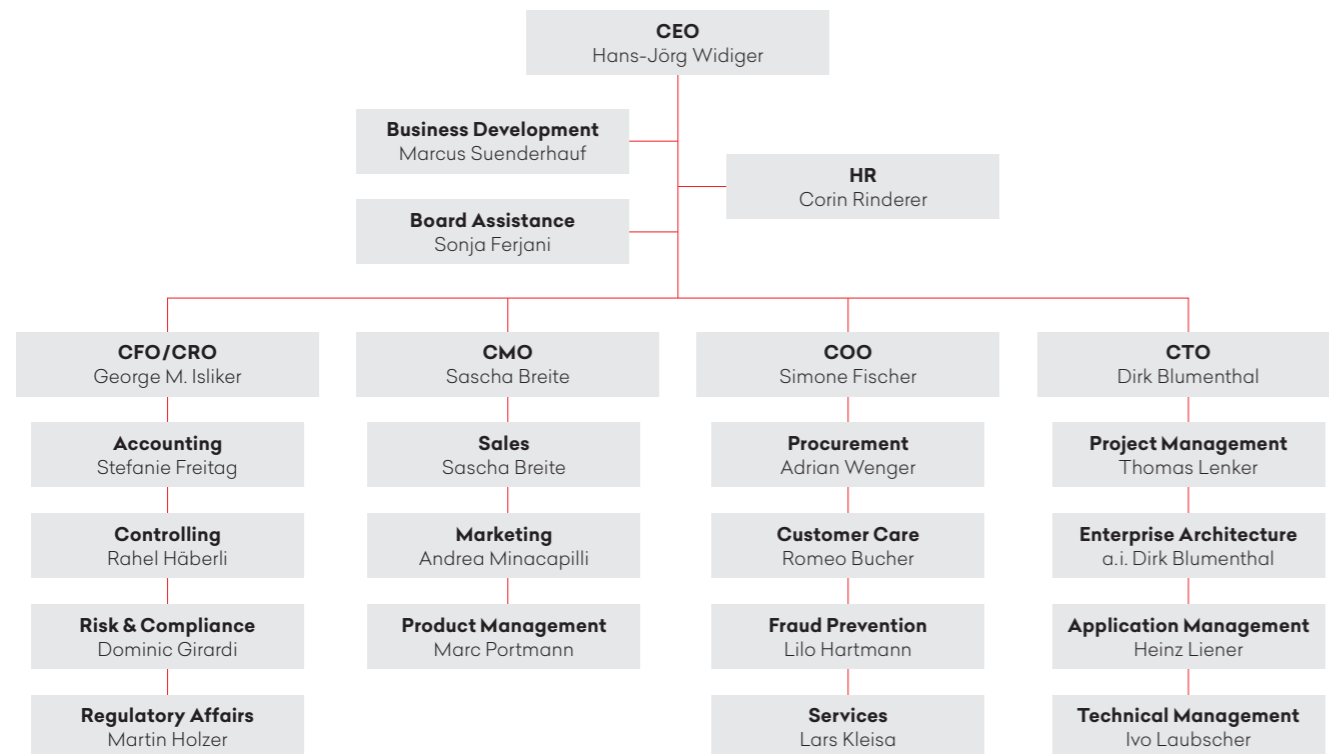 CEO
Hans-Jörg Widiger
Business Development
Marcus Suenderhauf
HR
Corin Rinderer
Board Assistance
Sonja Ferjani
CFO/CRO
George M. Isliker
CMO
Sascha Breite
COO
Simone Fischer
CTO
Dirk Blumenthal
Accounting
Stefanie Freitag
Sales
Sascha Breite
Procurement
Adrian Wenger
Project Management
Thomas Lenker
Controlling
Rahel Häberli
Marketing
Andrea Minacapilli
Customer Care
Romeo Bucher
Enterprise Architecture
a.i. Dirk Blumenthal
Risk & Compliance
Dominic Girardi
Product Management
Marc Portmann
Fraud Prevention
Lilo Hartmann
Application Management
Heinz Liener
Regulatory Affairs
Martin Holzer
Services
Lars Kleisa
Technical Management
Ivo Laubscher